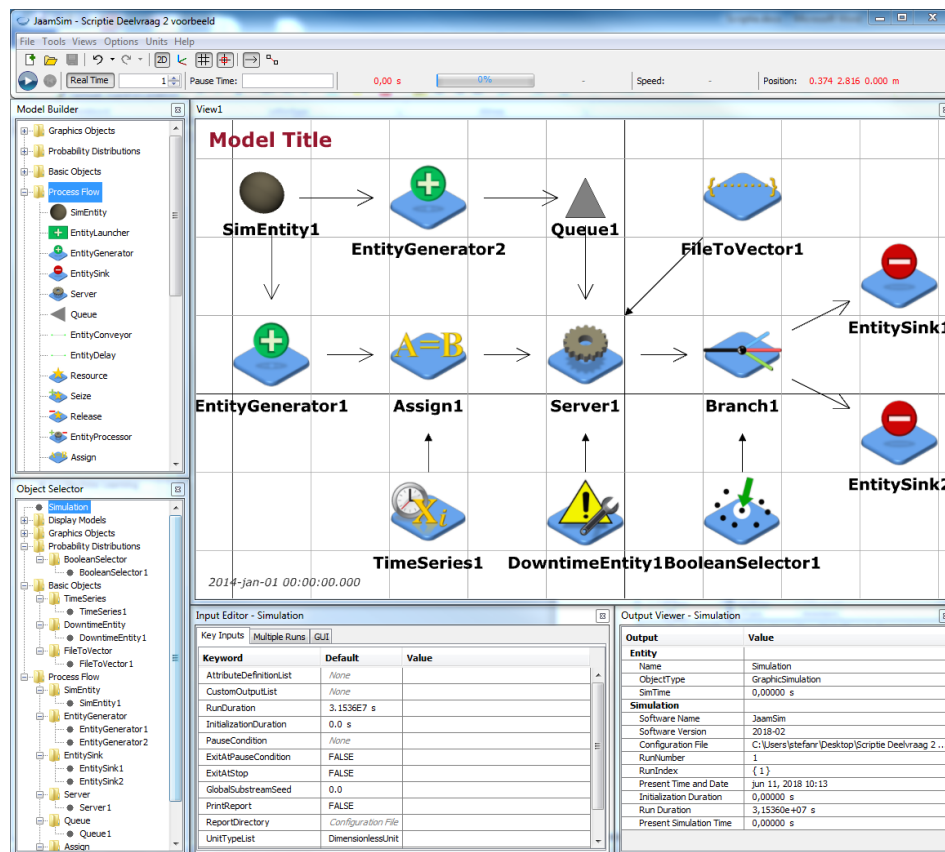 JaamSim - Scriptie Deelvraag 2 voorbeeld
File Tools Views Options Units Help
2D
Real Time 1 Pause Time: 0,00 s 0% - Speed: - Position: 0.374 2.816 0.000 m
Model Builder
Graphics Objects
Probability Distributions
Basic Objects
Process Flow
SimEntity
EntityLauncher
EntityGenerator
EntitySink
Server
Queue
EntityConveyor
EntityDelay
Resource
Seize
Release
EntityProcessor
Assign
View1
Model Title
SimEntity1
EntityGenerator2
Queue1
FileToVector1
EntitySink1
EntityGenerator1
A=B
Assign1
Server1
Branch1
EntitySink2
Xi
TimeSeries1
DowntimeEntity1
BooleanSelector1
2014-jan-01 00:00:00.000
Object Selector
Simulation
Display Models
Graphics Objects
Probability Distributions
BooleanSelector
BooleanSelector1
Basic Objects
TimeSeries
TimeSeries1
DowntimeEntity
DowntimeEntity1
FileToVector
FileToVector1
Process Flow
SimEntity
SimEntity1
EntityGenerator
EntityGenerator1
EntityGenerator2
EntitySink
EntitySink1
EntitySink2
Server
Server1
Queue
Queue1
Assign
Input Editor - Simulation
Key Inputs Multiple Runs GUI
Keyword Default Value
AttributeDefinitionList None
CustomOutputList None
RunDuration 3.1536E7 s
InitializationDuration 0.0 s
PauseCondition None
ExitAtPauseCondition FALSE
ExitAtStop FALSE
GlobalSubstreamSeed 0.0
PrintReport FALSE
ReportDirectory Configuration File
UnitTypeList DimensionlessUnit
Output Viewer - Simulation
Output Value
Entity
Name Simulation
ObjectType GraphicSimulation
SimTime 0,00000 s
Simulation
Software Name JaamSim
Software Version 2018-02
Configuration File C:\Users\stefanr\Desktop\Scriptie Deelvraag 2 ...
RunNumber 1
RunIndex { 1 }
Present Time and Date jun 11, 2018 10:13
Initialization Duration 0,00000 s
Run Duration 3,15360e+07 s
Present Simulation Time 0,00000 s